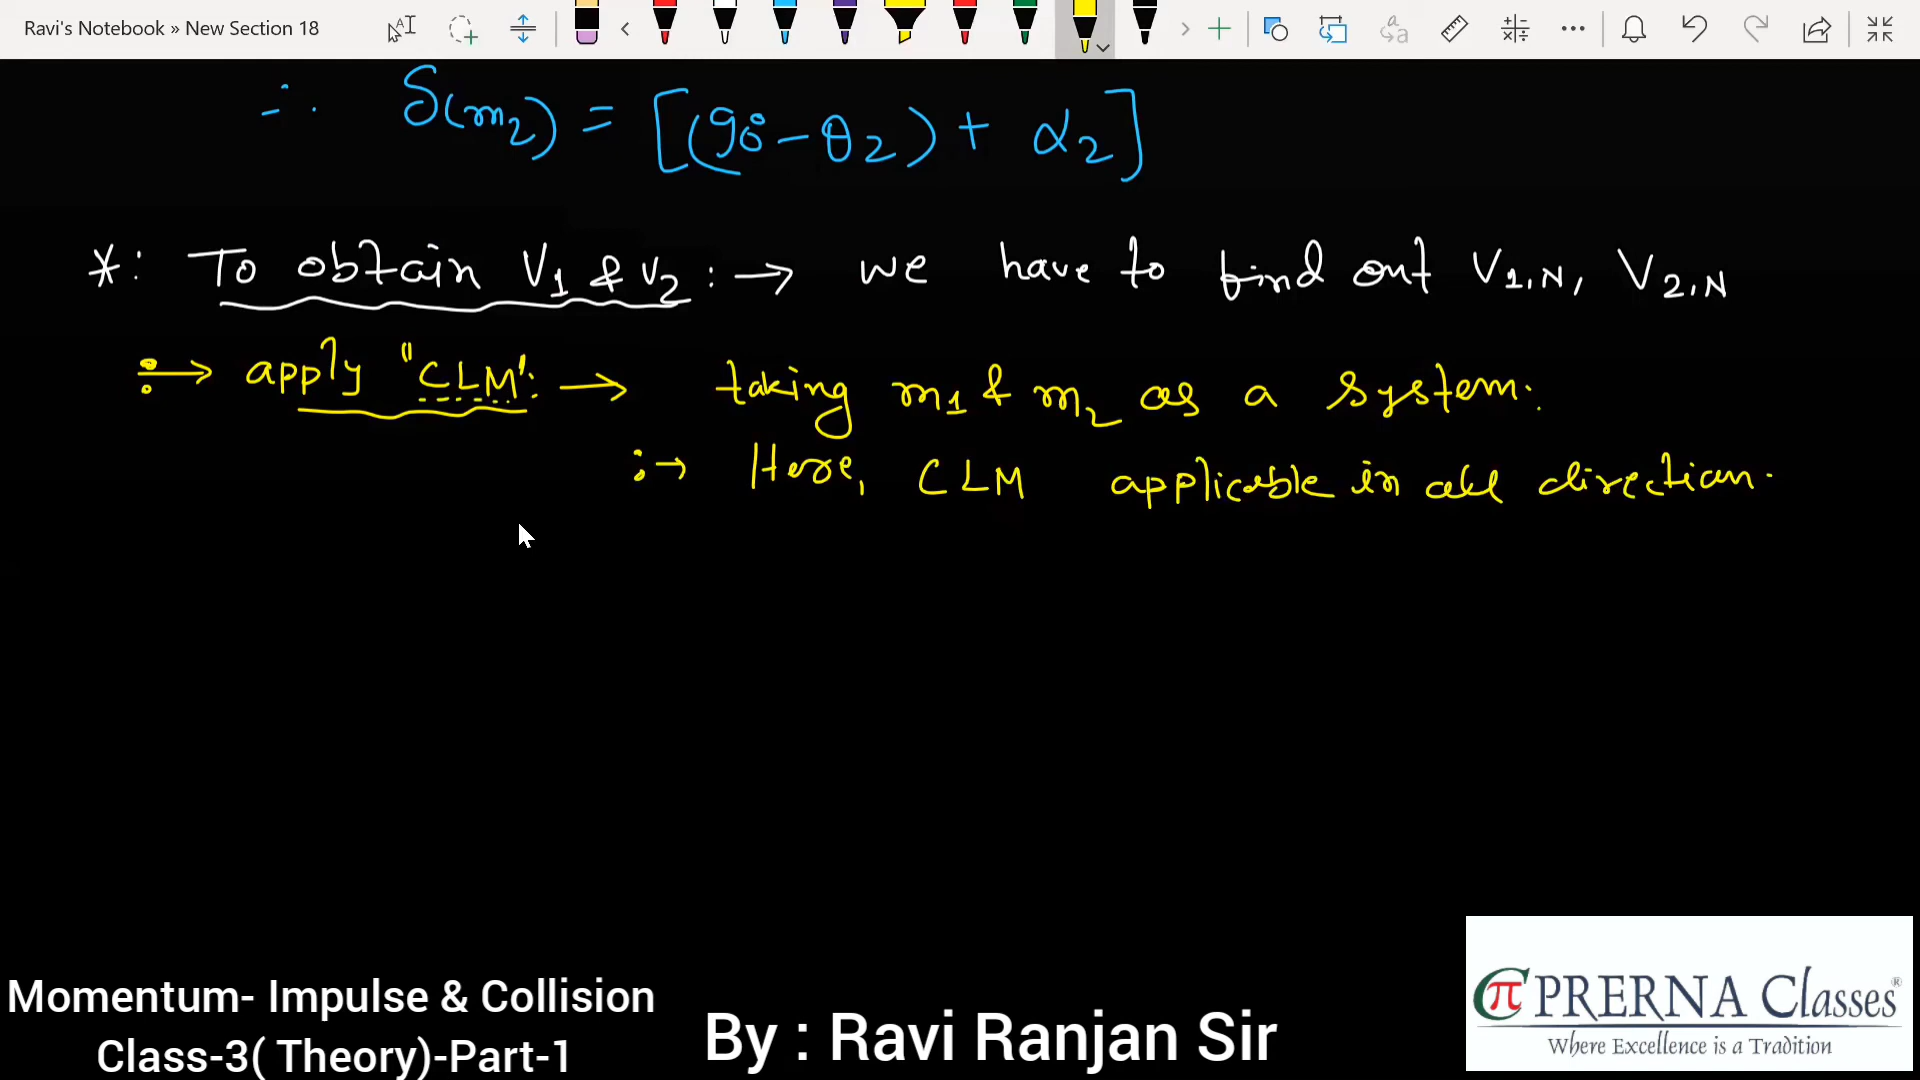 Ravi's Notebook » New Section 18
∴ δ(m₂) = [(90° - θ₂) + α₂]
*: To obtain V₁ & V₂ : → we have to find out V₁,N, V₂,N
:→ apply "CLM": → taking m₁ & m₂ as a system.
:→ Here, CLM applicable in all direction.
Momentum- Impulse & Collision
Class-3( Theory)-Part-1
By : Ravi Ranjan Sir
π PRERNA Classes®
Where Excellence is a Tradition